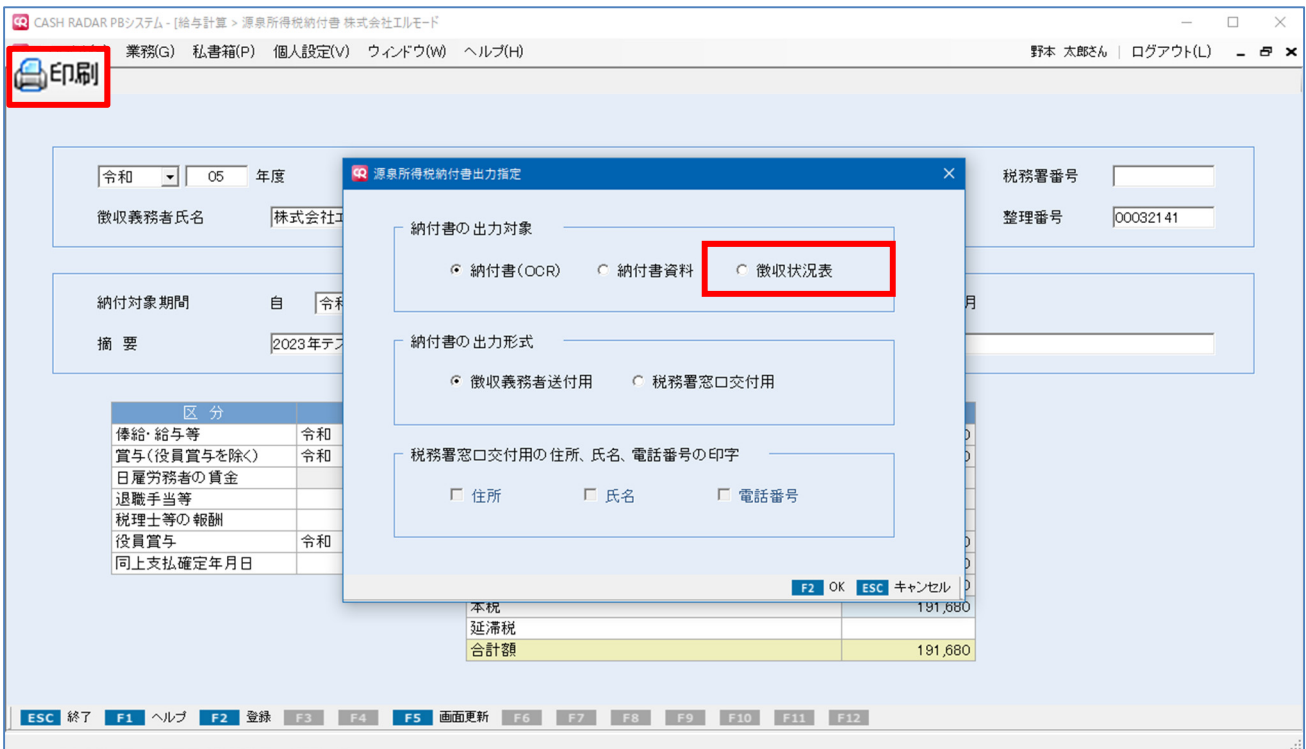 CASH RADAR PBシステム - [給与計算 > 源泉所得税納付書 株式会社エルモード
業務(G) 私書箱(P) 個人設定(V) ウィンドウ(W) ヘルプ(H) 野本 太郎さん ログアウト(L)
印刷
令和 05 年度 税務署番号
徴収義務者氏名 株式会社エ 整理番号 00032141
納付対象期間 自 令和 月
摘 要 2023年テス
源泉所得税納付書出力指定
納付書の出力対象
納付書(OCR) 納付書資料 徴収状況表
納付書の出力形式
徴収義務者送付用 税務署窓口交付用
税務署窓口交付用の住所、氏名、電話番号の印字
住所 氏名 電話番号
F2 OK ESC キャンセル
区 分
俸給・給与等 令和
賞与(役員賞与を除く) 令和
日雇労務者の賃金
退職手当等
税理士等の報酬
役員賞与 令和
同上支払確定年月日
本税 191,680
延滞税
合計額 191,680
ESC 終了 F1 ヘルプ F2 登録 F3 F4 F5 画面更新 F6 F7 F8 F9 F10 F11 F12